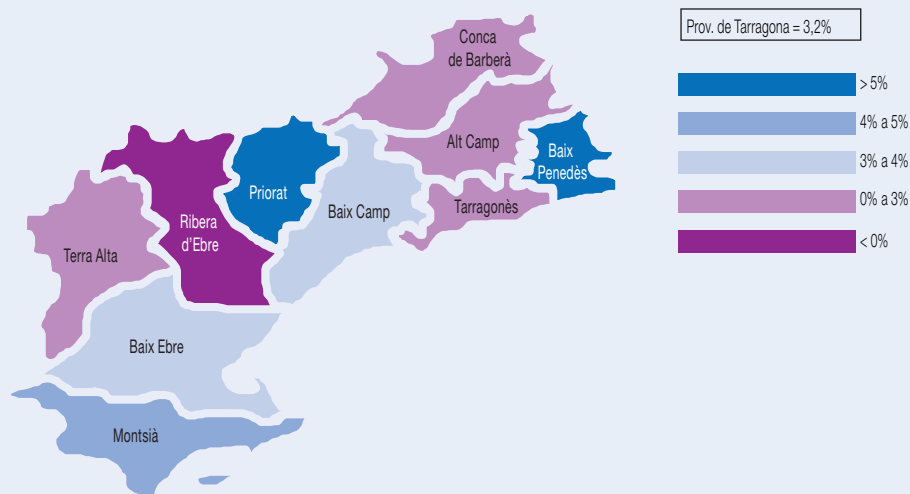 Prov. de Tarragona = 3,2%
> 5%
4% a 5%
3% a 4%
0% a 3%
< 0%
Conca
de Barberà
Alt Camp
Baix
Penedès
Priorat
Baix Camp
Tarragonès
Ribera
d'Ebre
Terra Alta
Baix Ebre
Montsià